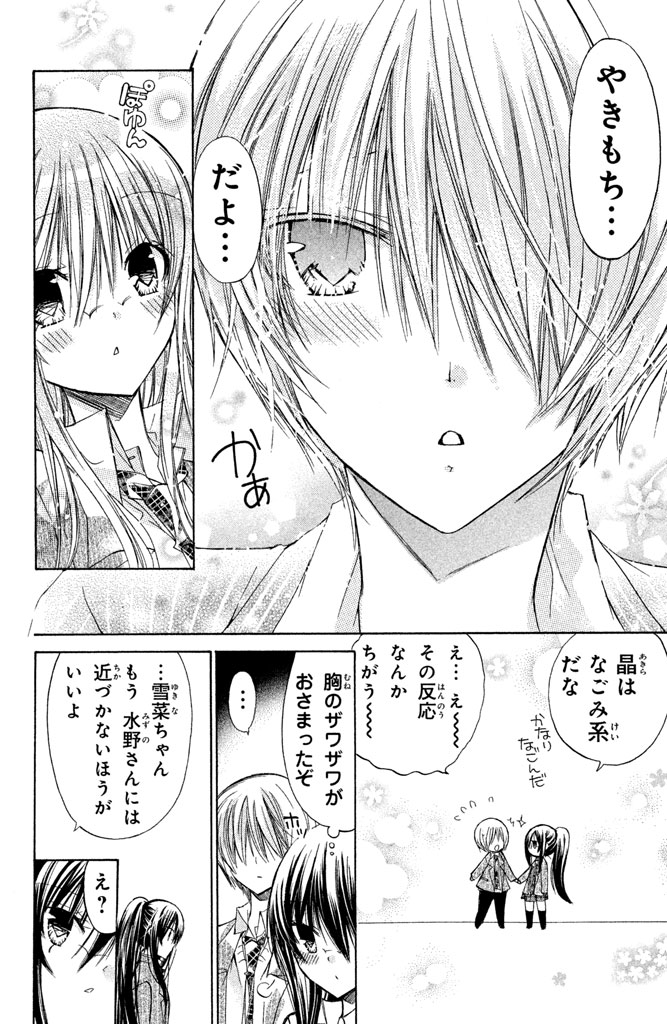 やきもち…
だよ…
かぁ
ぽゆん
晶は
なごみ系
だな
かなり
なごんだ
え…え〜
その反応
なんか
ちがう〜
胸のザワザワが
おさまったぞ
ホッ
…
…雪菜ちゃん
もう 水野さんには
近づかないほうが
いいよ
え?